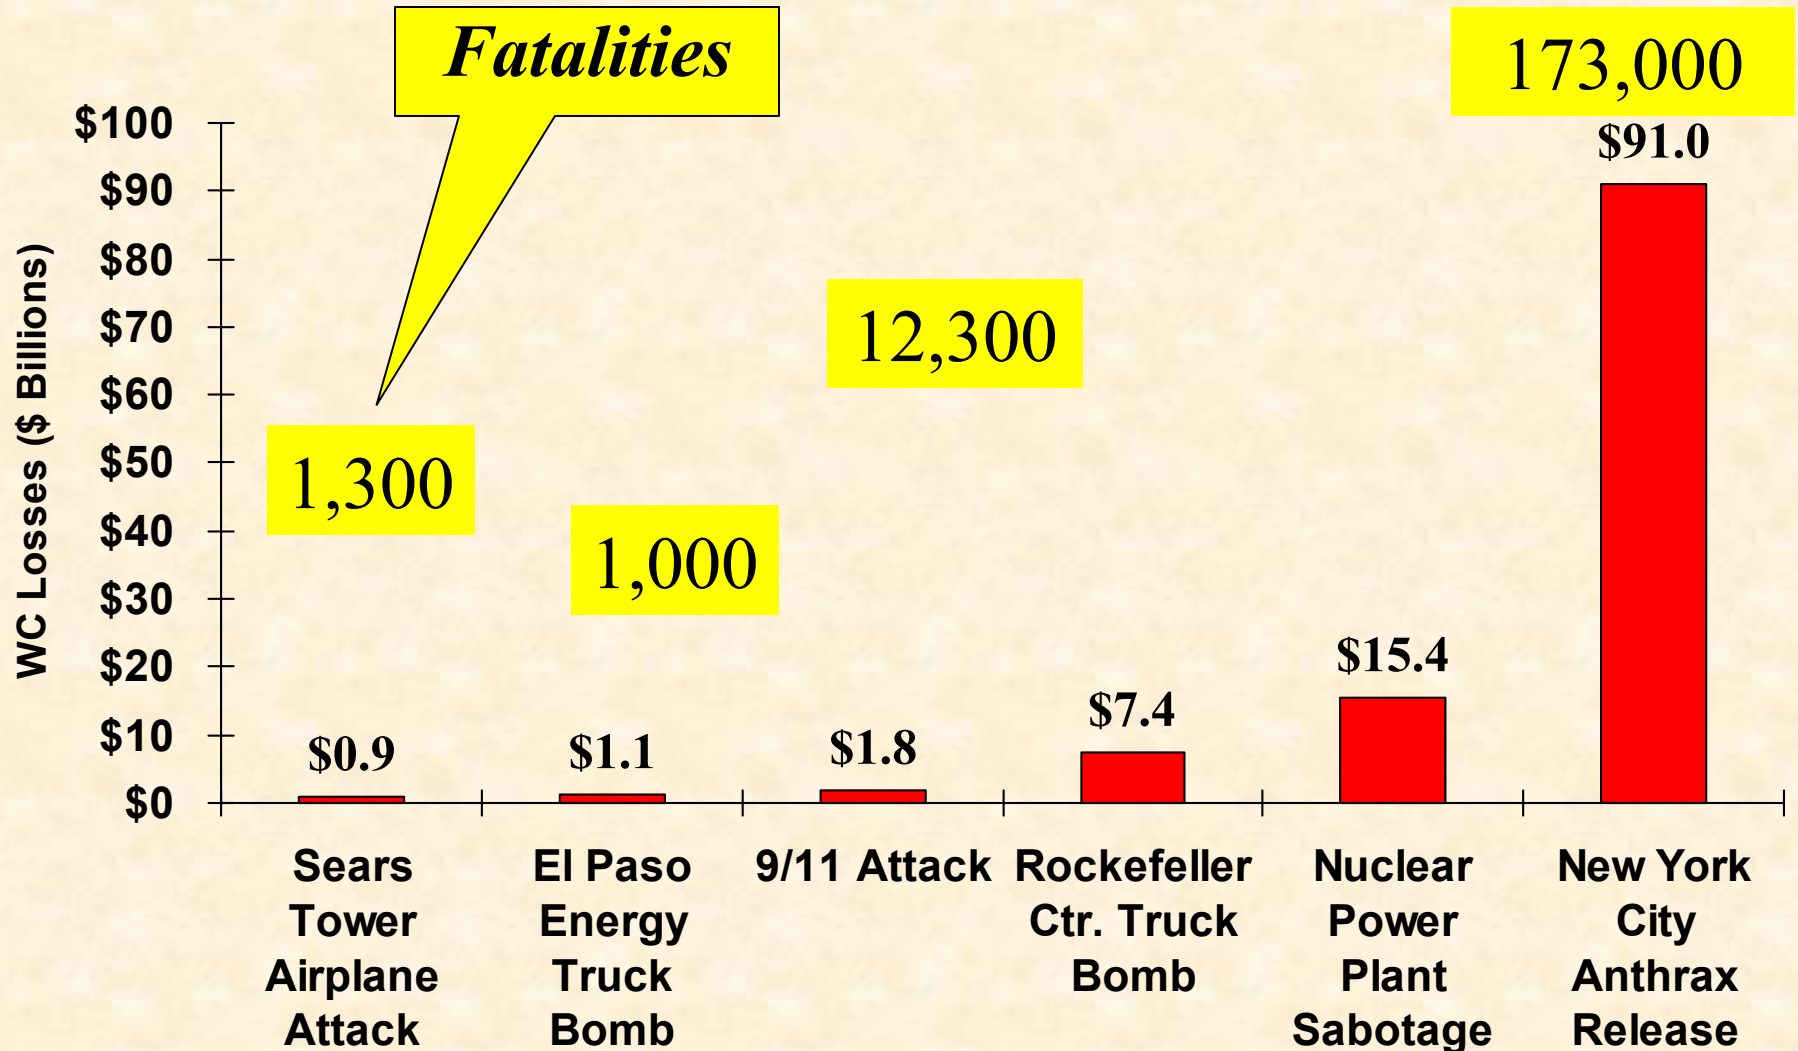 Fatalities
173,000
$100
$90
$80
$70
$60
$50
$40
$30
$20
$10
$0
WC Losses ($ Billions)
1,300
1,000
12,300
$0.9
$1.1
$1.8
$7.4
$15.4
$91.0
Sears
Tower
Airplane
Attack
El Paso
Energy
Truck
Bomb
9/11 Attack
Rockefeller
Ctr. Truck
Bomb
Nuclear
Power
Plant
Sabotage
New York
City
Anthrax
Release